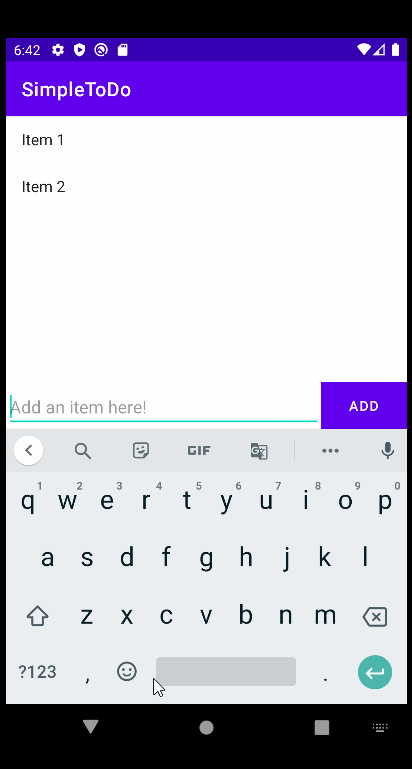 6:42
SimpleToDo
Item 1
Item 2
Add an item here!
ADD
GIF
1 2 3 4 5 6 7 8 9 0
q w e r t y u i o p
a s d f g h j k l
z x c v b n m
?123 , .